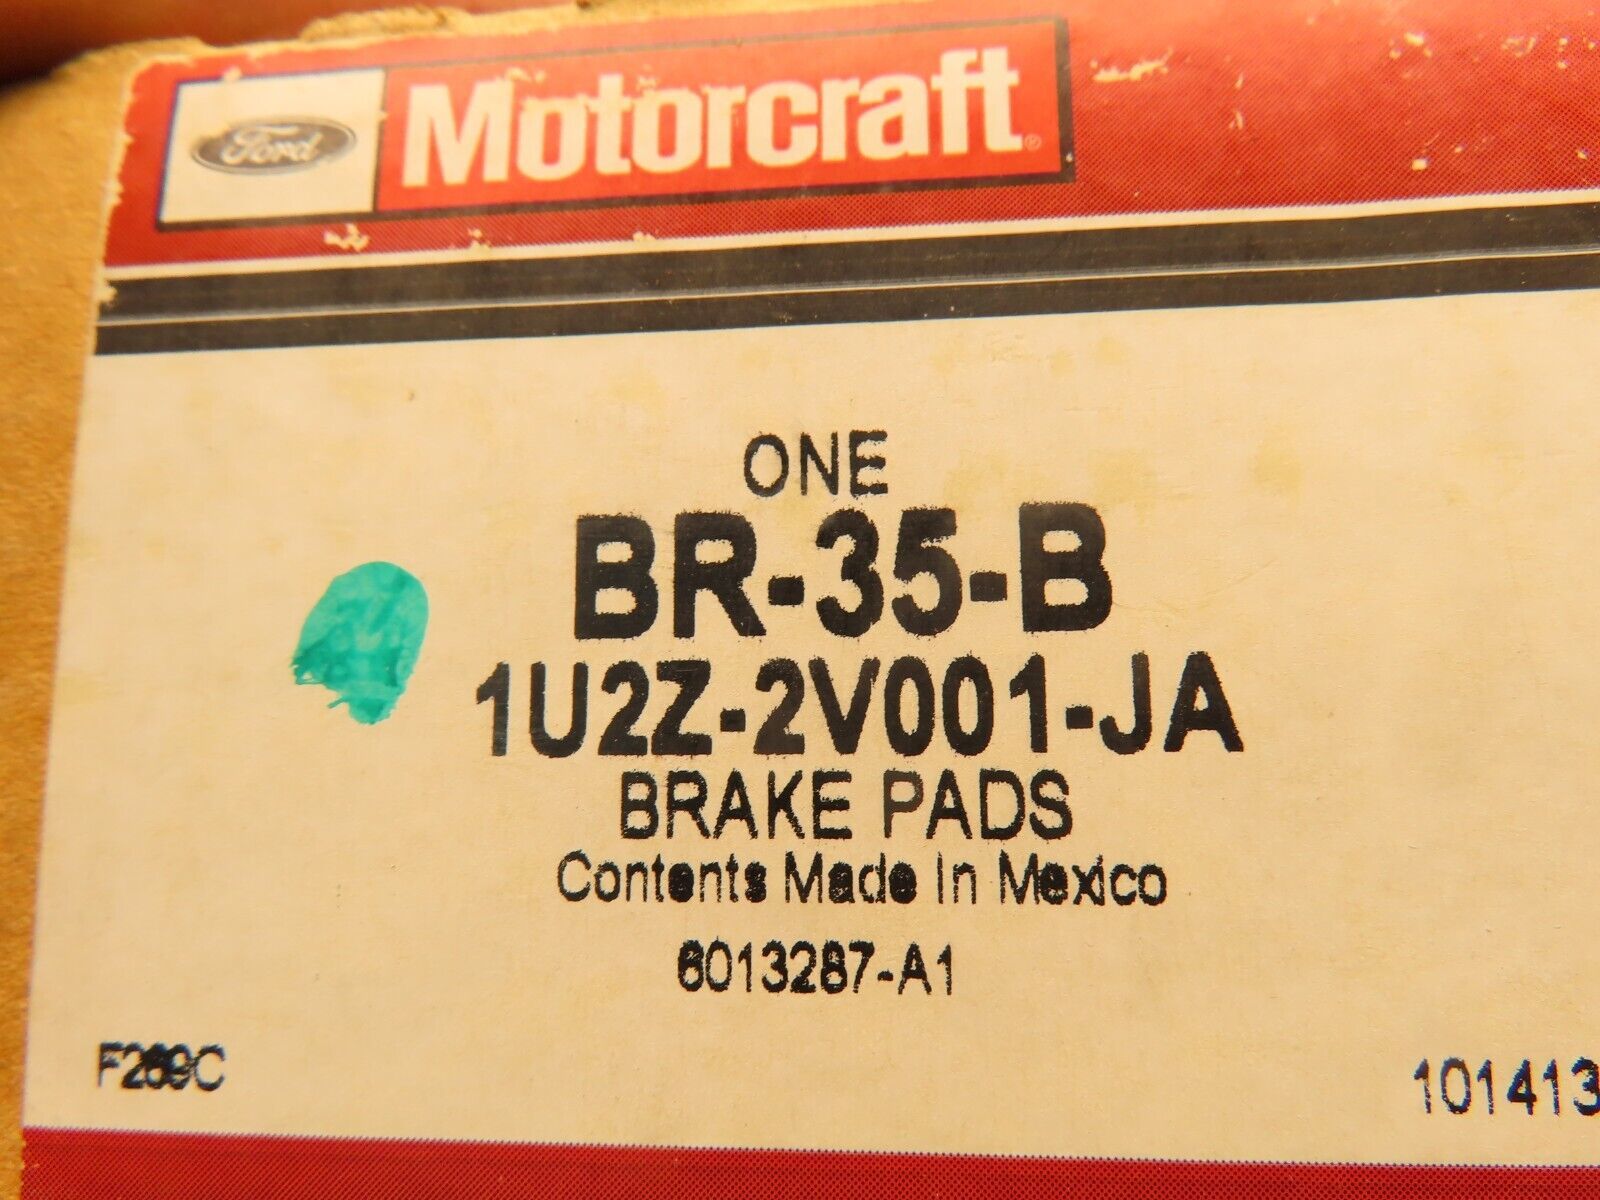 Ford Motorcraft®
ONE
BR-35-B
1U2Z-2V001-JA
BRAKE PADS
Contents Made In Mexico
6013287-A1
F269C
101413